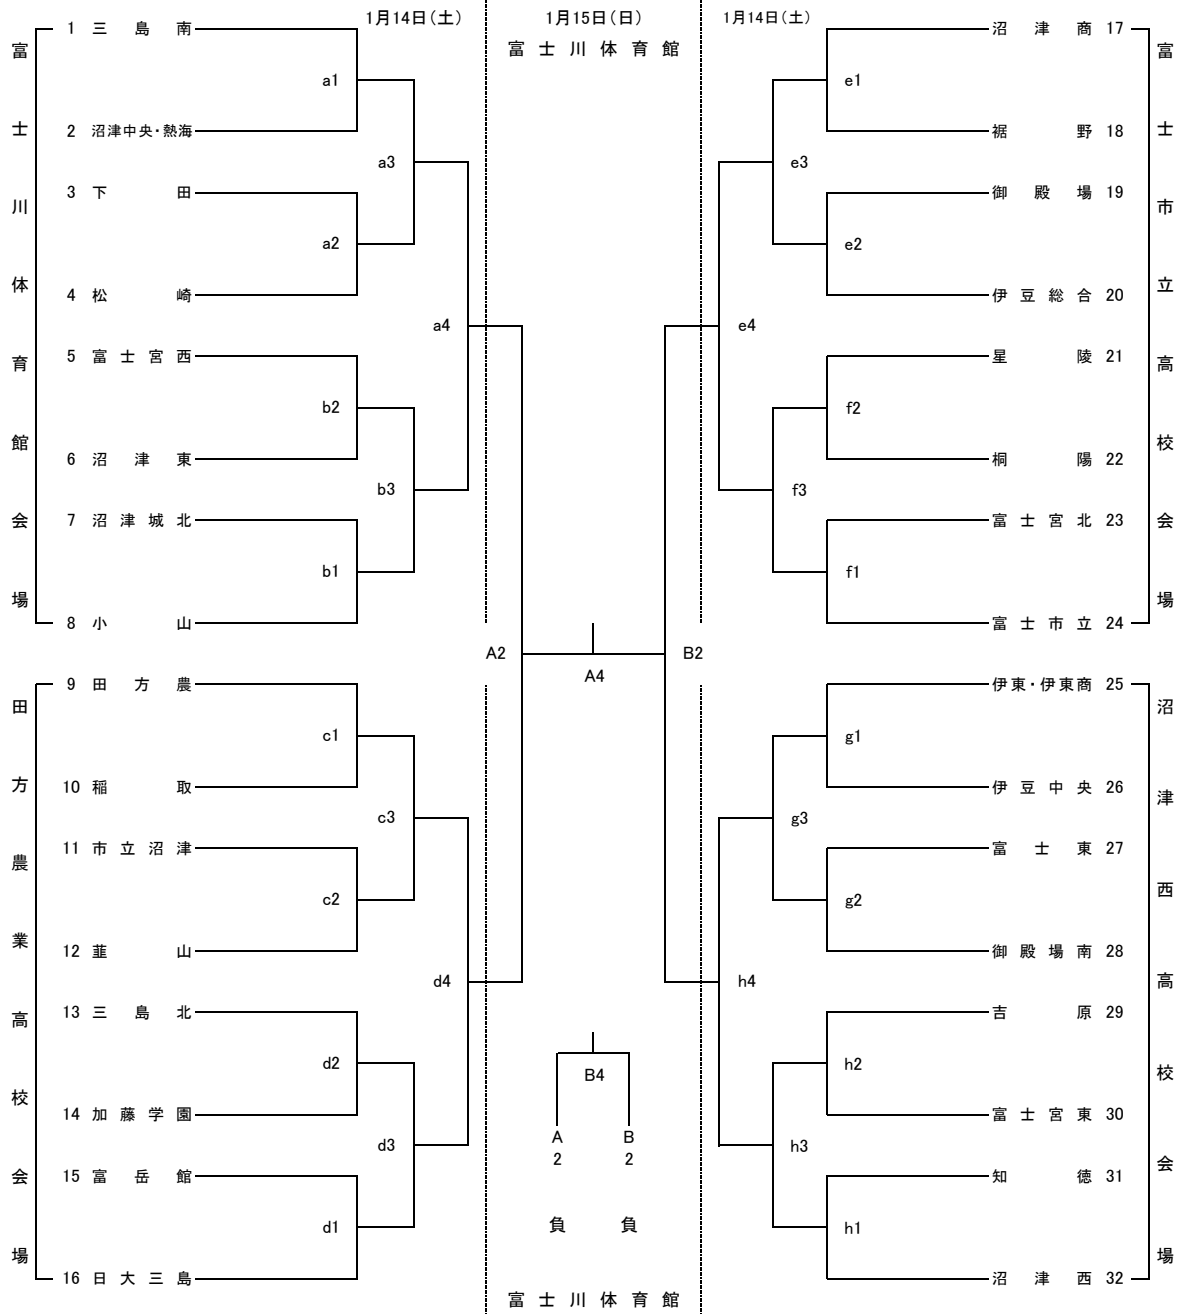 1月14日(土)
1月15日(日)
1月14日(土)
富士川体育館
富士川体育館会場
1 三島南
a1
2 沼津中央・熱海
a3
3 下田
a2
4 松崎
a4
5 富士宮西
b2
6 沼津東
b3
7 沼津城北
b1
8 小山
田方農業高校会場
9 田方農
c1
10 稲取
c3
11 市立沼津
c2
12 韮山
d4
13 三島北
d2
14 加藤学園
d3
15 富岳館
d1
16 日大三島
A2
A4
B2
B4
A2負
B2負
富士川体育館
沼津商 17
e1
裾野 18
e3
御殿場 19
e2
伊豆総合 20
e4
星陵 21
f2
桐陽 22
f3
富士宮北 23
f1
富士市立 24
富士市立高校会場
伊東・伊東商 25
g1
伊豆中央 26
g3
富士東 27
g2
御殿場南 28
h4
吉原 29
h2
富士宮東 30
h3
知徳 31
h1
沼津西 32
沼津西高校会場